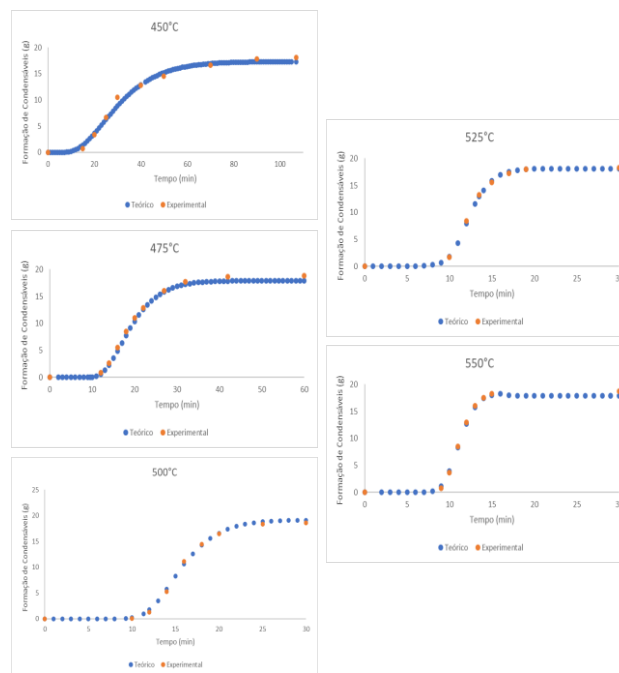 450°C
Formação de Condensáveis (g)
20
15
10
5
0
0 20 40 60 80 100
Tempo (min)
Teórico Experimental
475°C
Formação de Condensáveis (g)
20
15
10
5
0
0 10 20 30 40 50 60
Tempo (min)
Teórico Experimental
500°C
Formação de Condensáveis (g)
25
20
15
10
5
0
0 5 10 15 20 25 30
Tempo (min)
Teórico Experimental
525°C
Formação de Condensáveis (g)
20
15
10
5
0
0 5 10 15 20 25
Tempo (min)
Teórico Experimental
550°C
Formação de Condensáveis (g)
20
15
10
5
0
0 5 10 15 20 25
Tempo (min)
Teórico Experimental